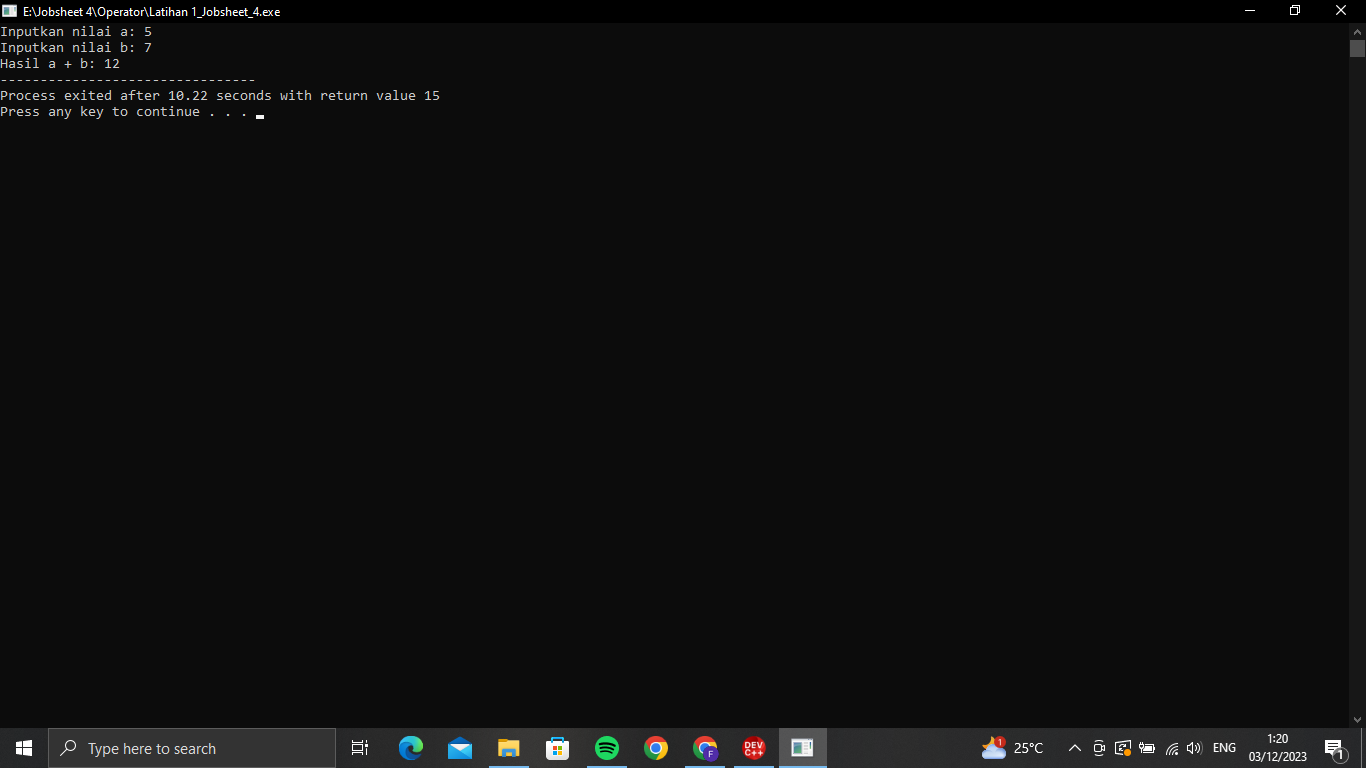 E:\Jobsheet 4\Operator\Latihan 1_Jobsheet_4.exe
Inputkan nilai a: 5
Inputkan nilai b: 7
Hasil a + b: 12
--------------------------------
Process exited after 10.22 seconds with return value 15
Press any key to continue . . .
Type here to search
DEV
C++
F
1
25°C
ENG
1:20
03/12/2023
1